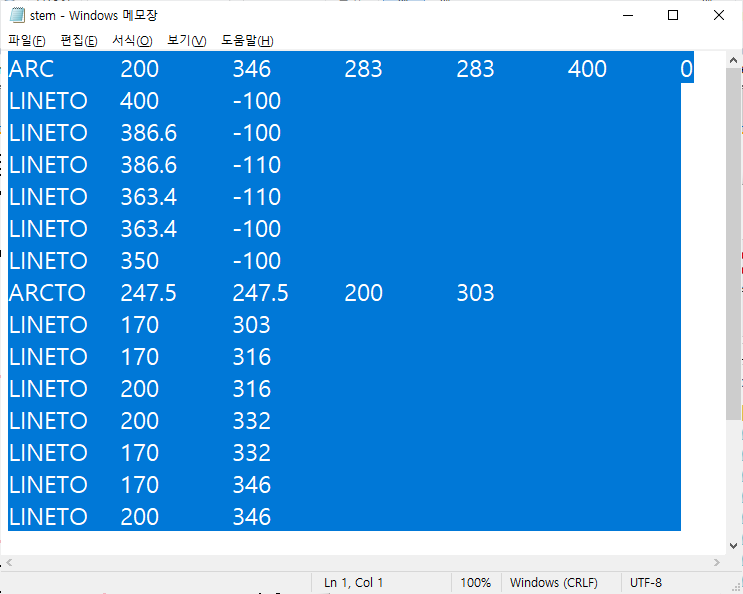 stem - Windows 메모장
파일(F) 편집(E) 서식(O) 보기(V) 도움말(H)
ARC 200 346 283 283 400 0
LINETO 400 -100
LINETO 386.6 -100
LINETO 386.6 -110
LINETO 363.4 -110
LINETO 363.4 -100
LINETO 350 -100
ARCTO 247.5 247.5 200 303
LINETO 170 303
LINETO 170 316
LINETO 200 316
LINETO 200 332
LINETO 170 332
LINETO 170 346
LINETO 200 346
Ln 1, Col 1 100% Windows (CRLF) UTF-8